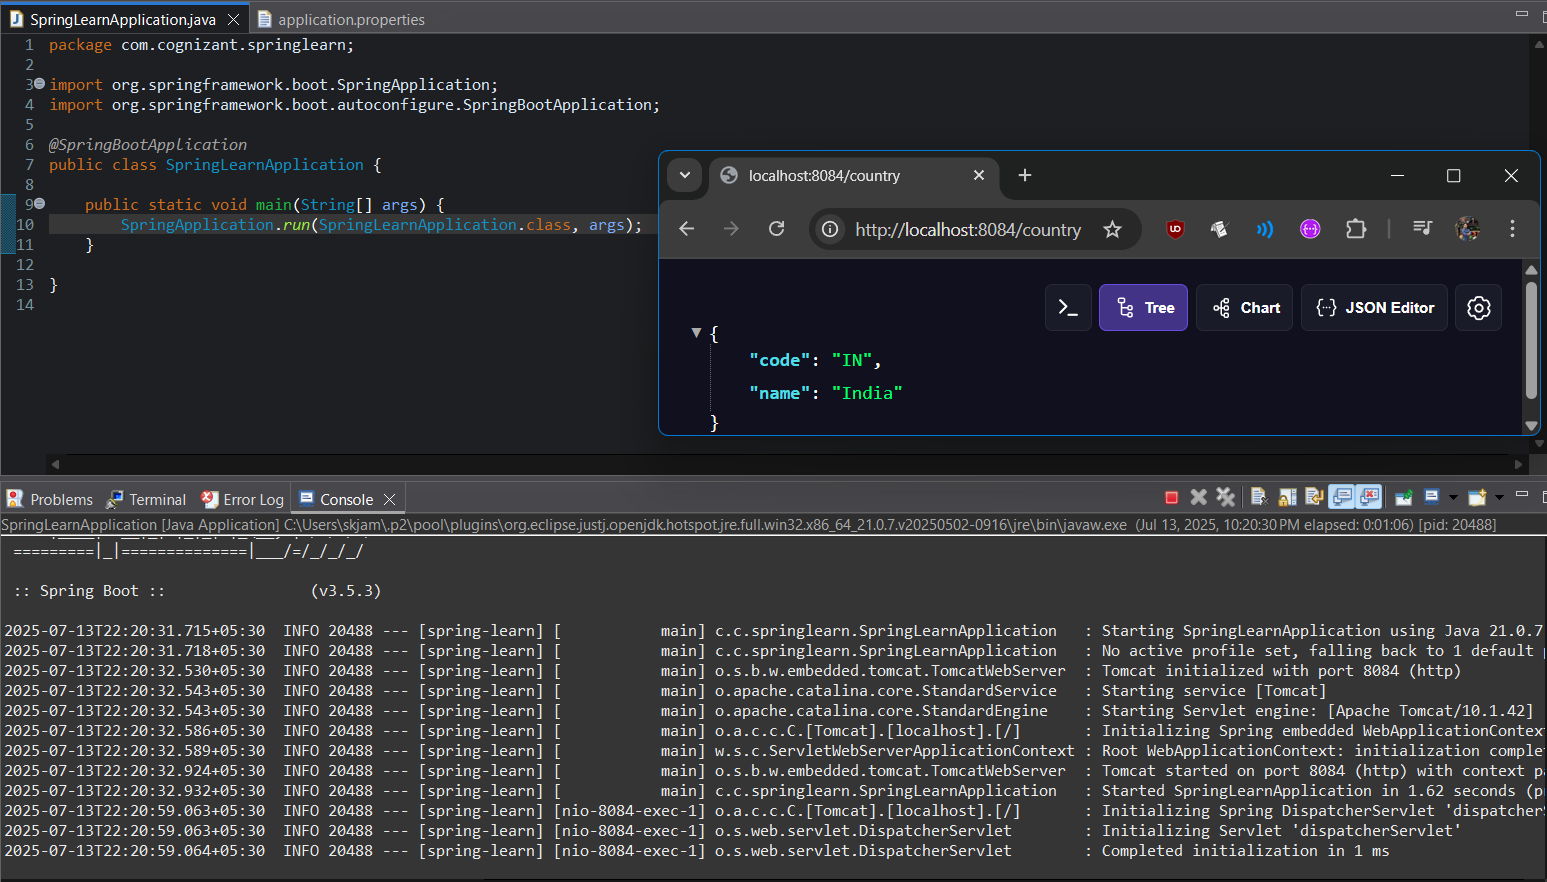 SpringLearnApplication.java
application.properties
1 package com.cognizant.springlearn;
2
3 import org.springframework.boot.SpringApplication;
4 import org.springframework.boot.autoconfigure.SpringBootApplication;
5
6 @SpringBootApplication
7 public class SpringLearnApplication {
8
9 public static void main(String[] args) {
10 SpringApplication.run(SpringLearnApplication.class, args);
11 }
12
13 }
14
localhost:8084/country
http://localhost:8084/country
Tree Chart JSON Editor
{
"code": "IN",
"name": "India"
}
Problems Terminal Error Log Console
SpringLearnApplication [Java Application] C:\Users\skjam\.p2\pool\plugins\org.eclipse.justj.openjdk.hotspot.jre.full.win32.x86_64_21.0.7.v20250502-0916\jre\bin\javaw.exe (Jul 13, 2025, 10:20:30 PM elapsed: 0:01:06) [pid: 20488]
=========|_|==============|___/=/_/_/_/
:: Spring Boot :: (v3.5.3)
2025-07-13T22:20:31.715+05:30 INFO 20488 --- [spring-learn] [ main] c.c.springlearn.SpringLearnApplication : Starting SpringLearnApplication using Java 21.0.7
2025-07-13T22:20:31.718+05:30 INFO 20488 --- [spring-learn] [ main] c.c.springlearn.SpringLearnApplication : No active profile set, falling back to 1 default
2025-07-13T22:20:32.530+05:30 INFO 20488 --- [spring-learn] [ main] o.s.b.w.embedded.tomcat.TomcatWebServer : Tomcat initialized with port 8084 (http)
2025-07-13T22:20:32.543+05:30 INFO 20488 --- [spring-learn] [ main] o.apache.catalina.core.StandardService : Starting service [Tomcat]
2025-07-13T22:20:32.543+05:30 INFO 20488 --- [spring-learn] [ main] o.apache.catalina.core.StandardEngine : Starting Servlet engine: [Apache Tomcat/10.1.42]
2025-07-13T22:20:32.586+05:30 INFO 20488 --- [spring-learn] [ main] o.a.c.c.C.[Tomcat].[localhost].[/] : Initializing Spring embedded WebApplicationContex
2025-07-13T22:20:32.589+05:30 INFO 20488 --- [spring-learn] [ main] w.s.c.ServletWebServerApplicationContext : Root WebApplicationContext: initialization comple
2025-07-13T22:20:32.924+05:30 INFO 20488 --- [spring-learn] [ main] o.s.b.w.embedded.tomcat.TomcatWebServer : Tomcat started on port 8084 (http) with context p
2025-07-13T22:20:32.932+05:30 INFO 20488 --- [spring-learn] [ main] c.c.springlearn.SpringLearnApplication : Started SpringLearnApplication in 1.62 seconds (p
2025-07-13T22:20:59.063+05:30 INFO 20488 --- [spring-learn] [nio-8084-exec-1] o.a.c.c.C.[Tomcat].[localhost].[/] : Initializing Spring DispatcherServlet 'dispatcher
2025-07-13T22:20:59.063+05:30 INFO 20488 --- [spring-learn] [nio-8084-exec-1] o.s.web.servlet.DispatcherServlet : Initializing Servlet 'dispatcherServlet'
2025-07-13T22:20:59.064+05:30 INFO 20488 --- [spring-learn] [nio-8084-exec-1] o.s.web.servlet.DispatcherServlet : Completed initialization in 1 ms